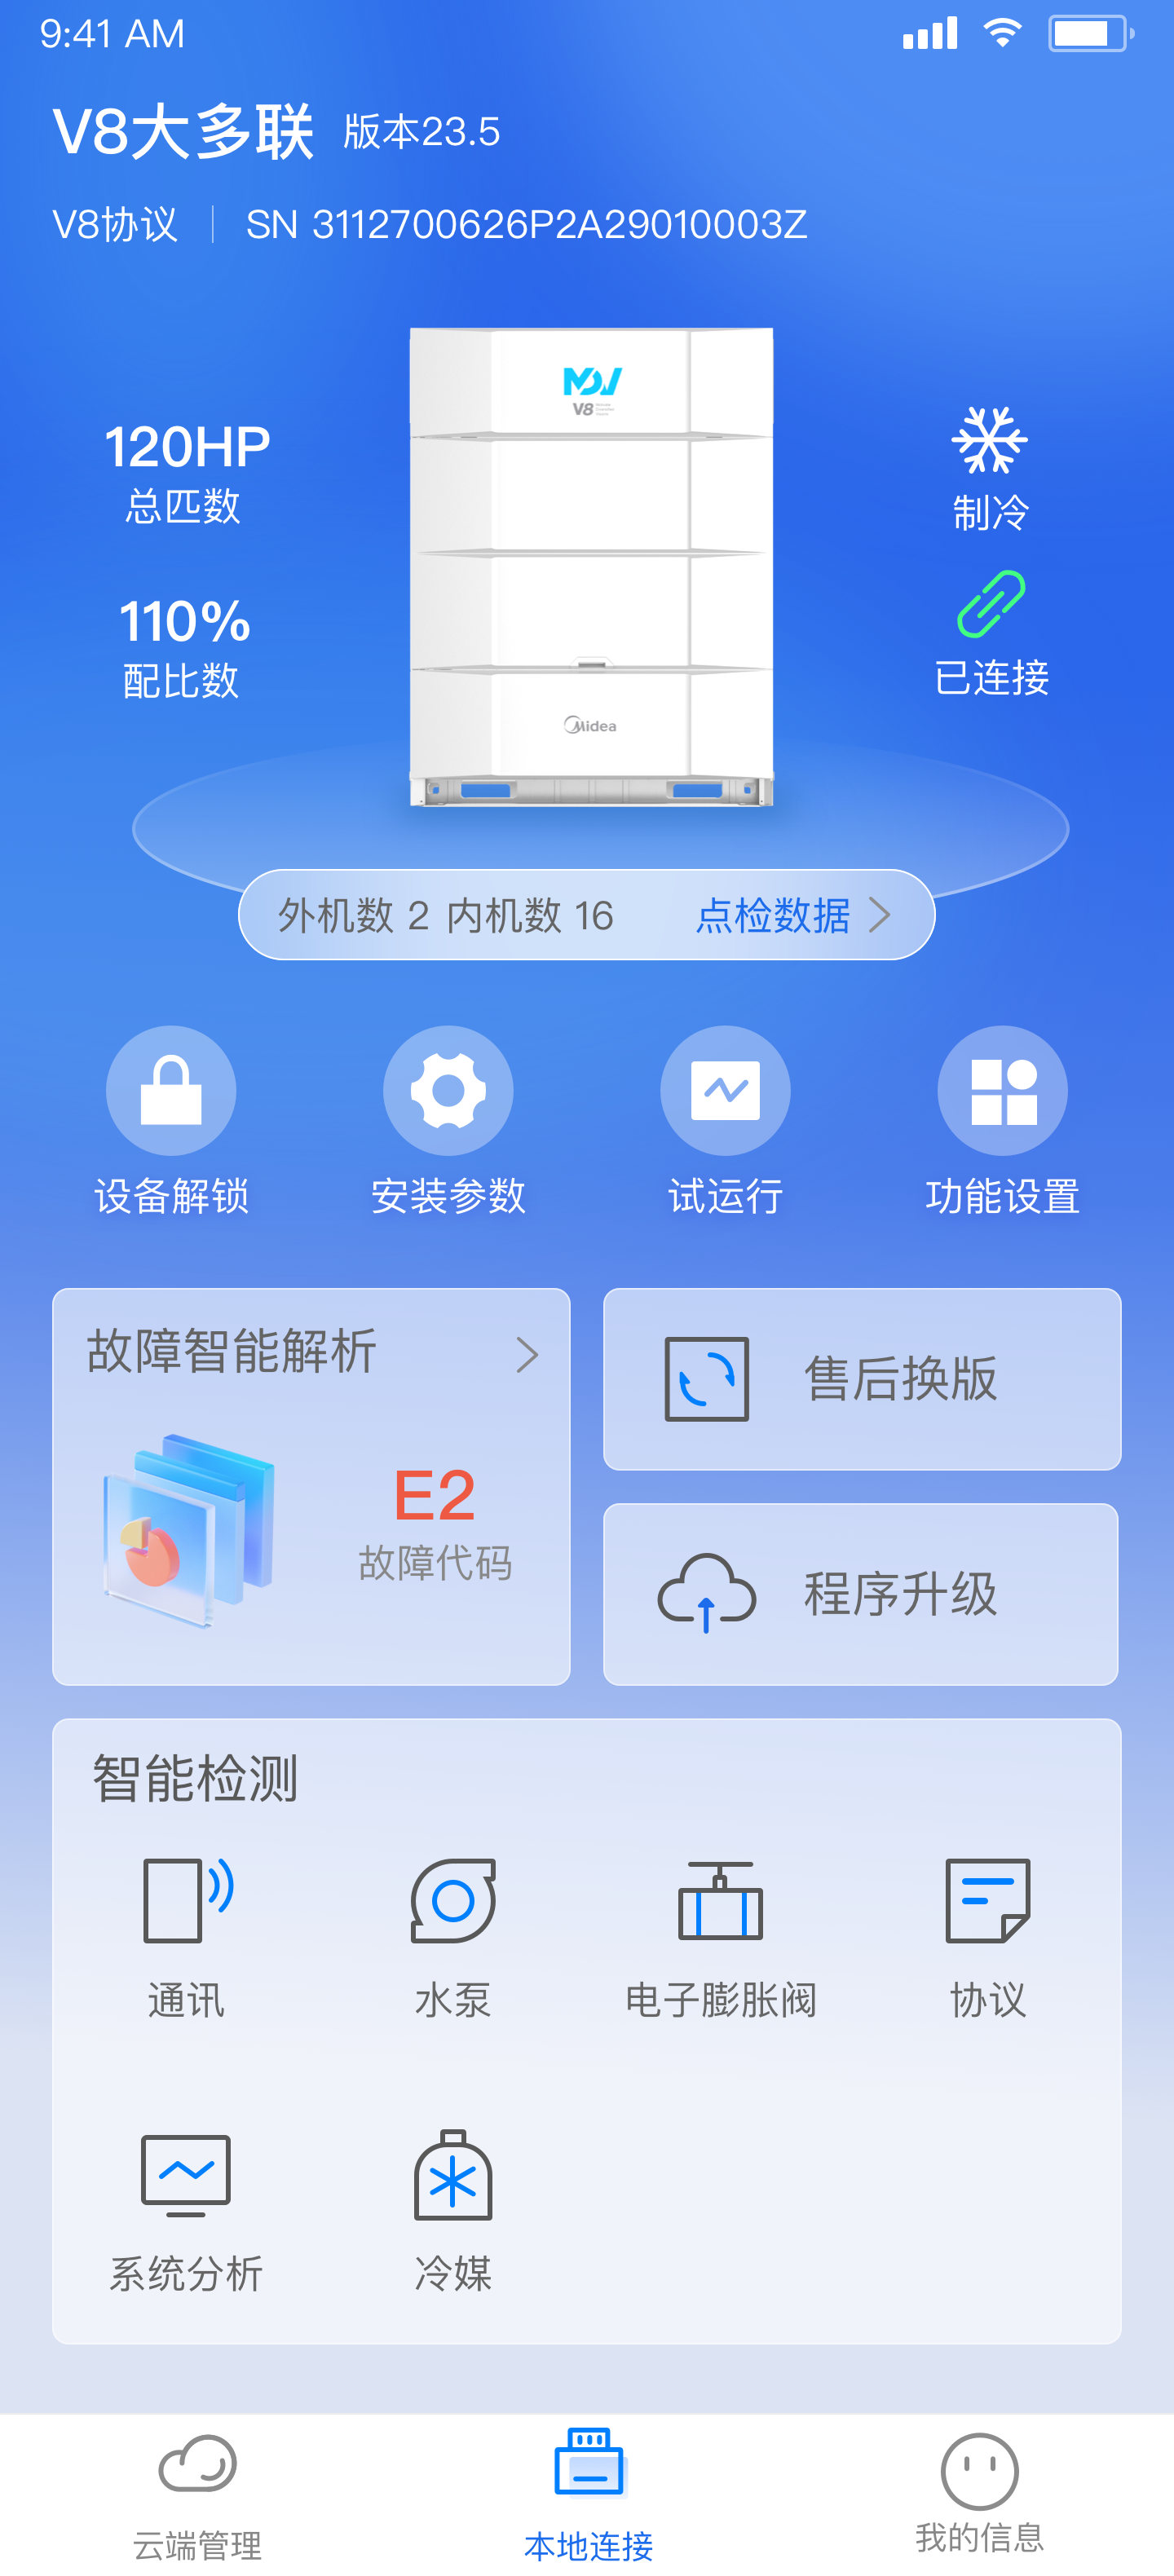 9:41 AM
V8大多联 版本23.5
V8协议 SN 3112700626P2A29010003Z
MDV
V8
120HP
总匹数
制冷
110%
配比数
已连接
Midea
外机数 2 内机数 16 点检数据
设备解锁 安装参数 试运行 功能设置
故障智能解析
售后换版
E2
故障代码
程序升级
智能检测
通讯 水泵 电子膨胀阀 协议
系统分析 冷媒
云端管理 本地连接 我的信息